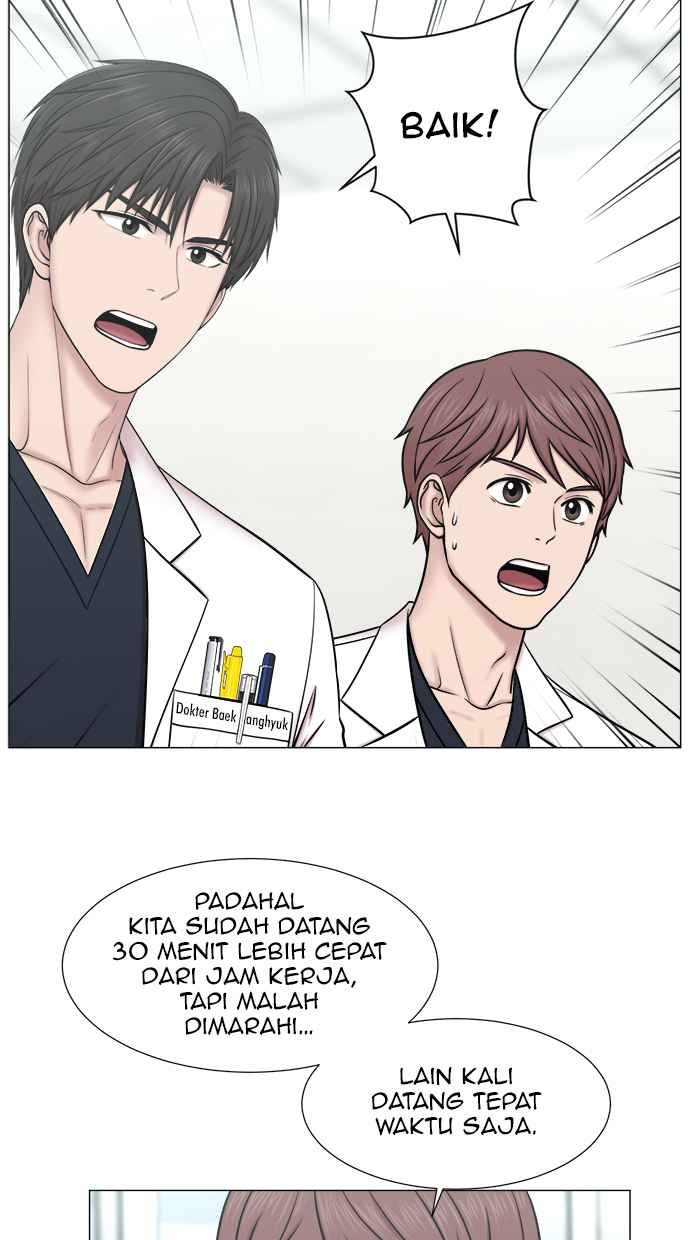 BAIK!
Dokter Baek anghyuk
PADAHAL
KITA SUDAH DATANG
30 MENIT LEBIH CEPAT
DARI JAM KERJA,
TAPI MALAH
DIMARAHI...
LAIN KALI
DATANG TEPAT
WAKTU SAJA.